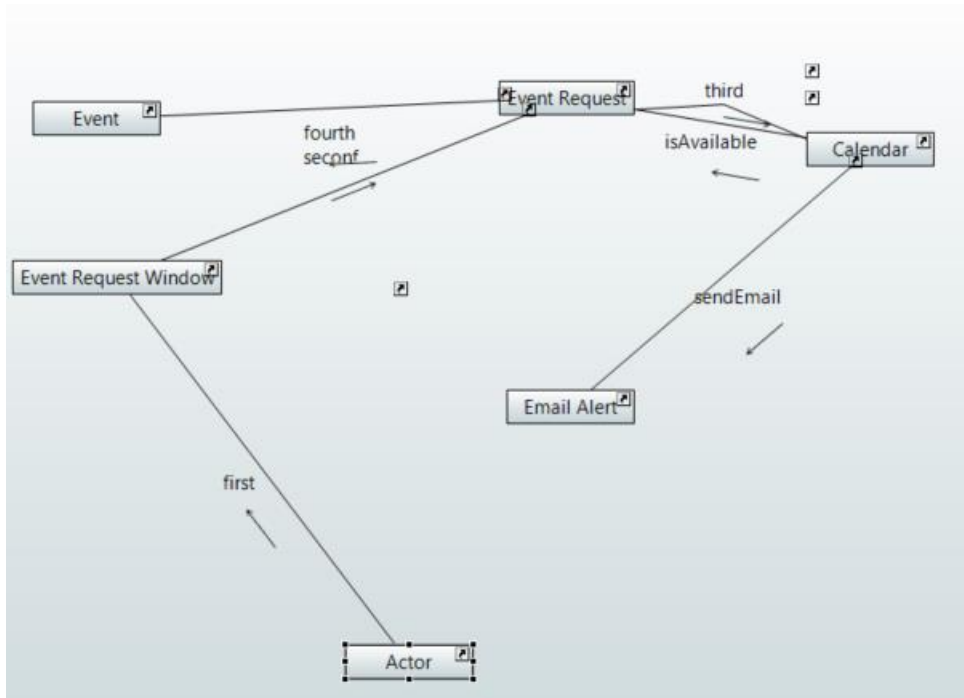 Event
Event Request
third
fourth
seconf
isAvailable
Calendar
Event Request Window
sendEmail
Email Alert
first
Actor